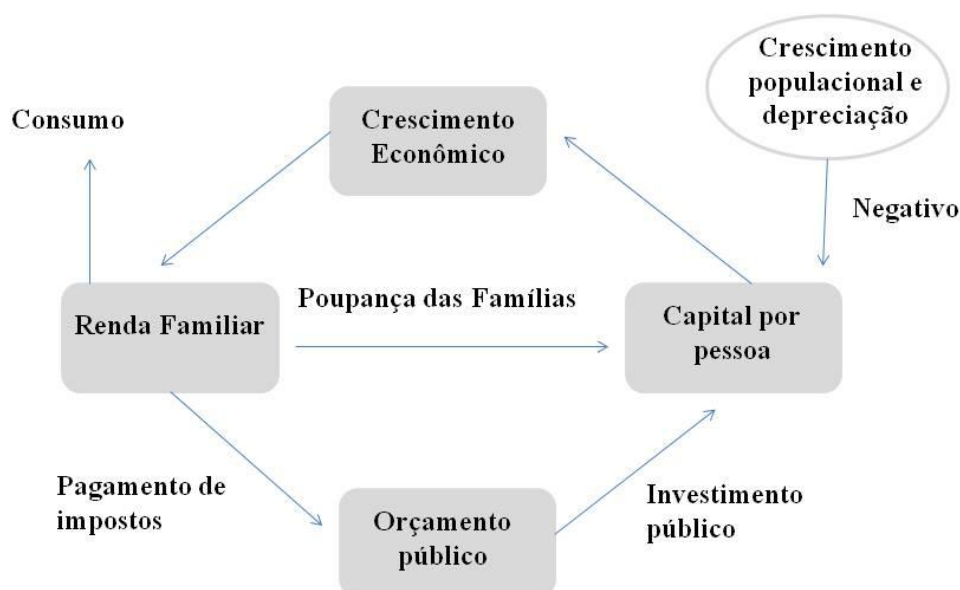 Crescimento
populacional e
depreciação
Consumo
Crescimento
Econômico
Negativo
Renda Familiar
Poupança das Famílias
Capital por
pessoa
Pagamento de
impostos
Orçamento
público
Investimento
público